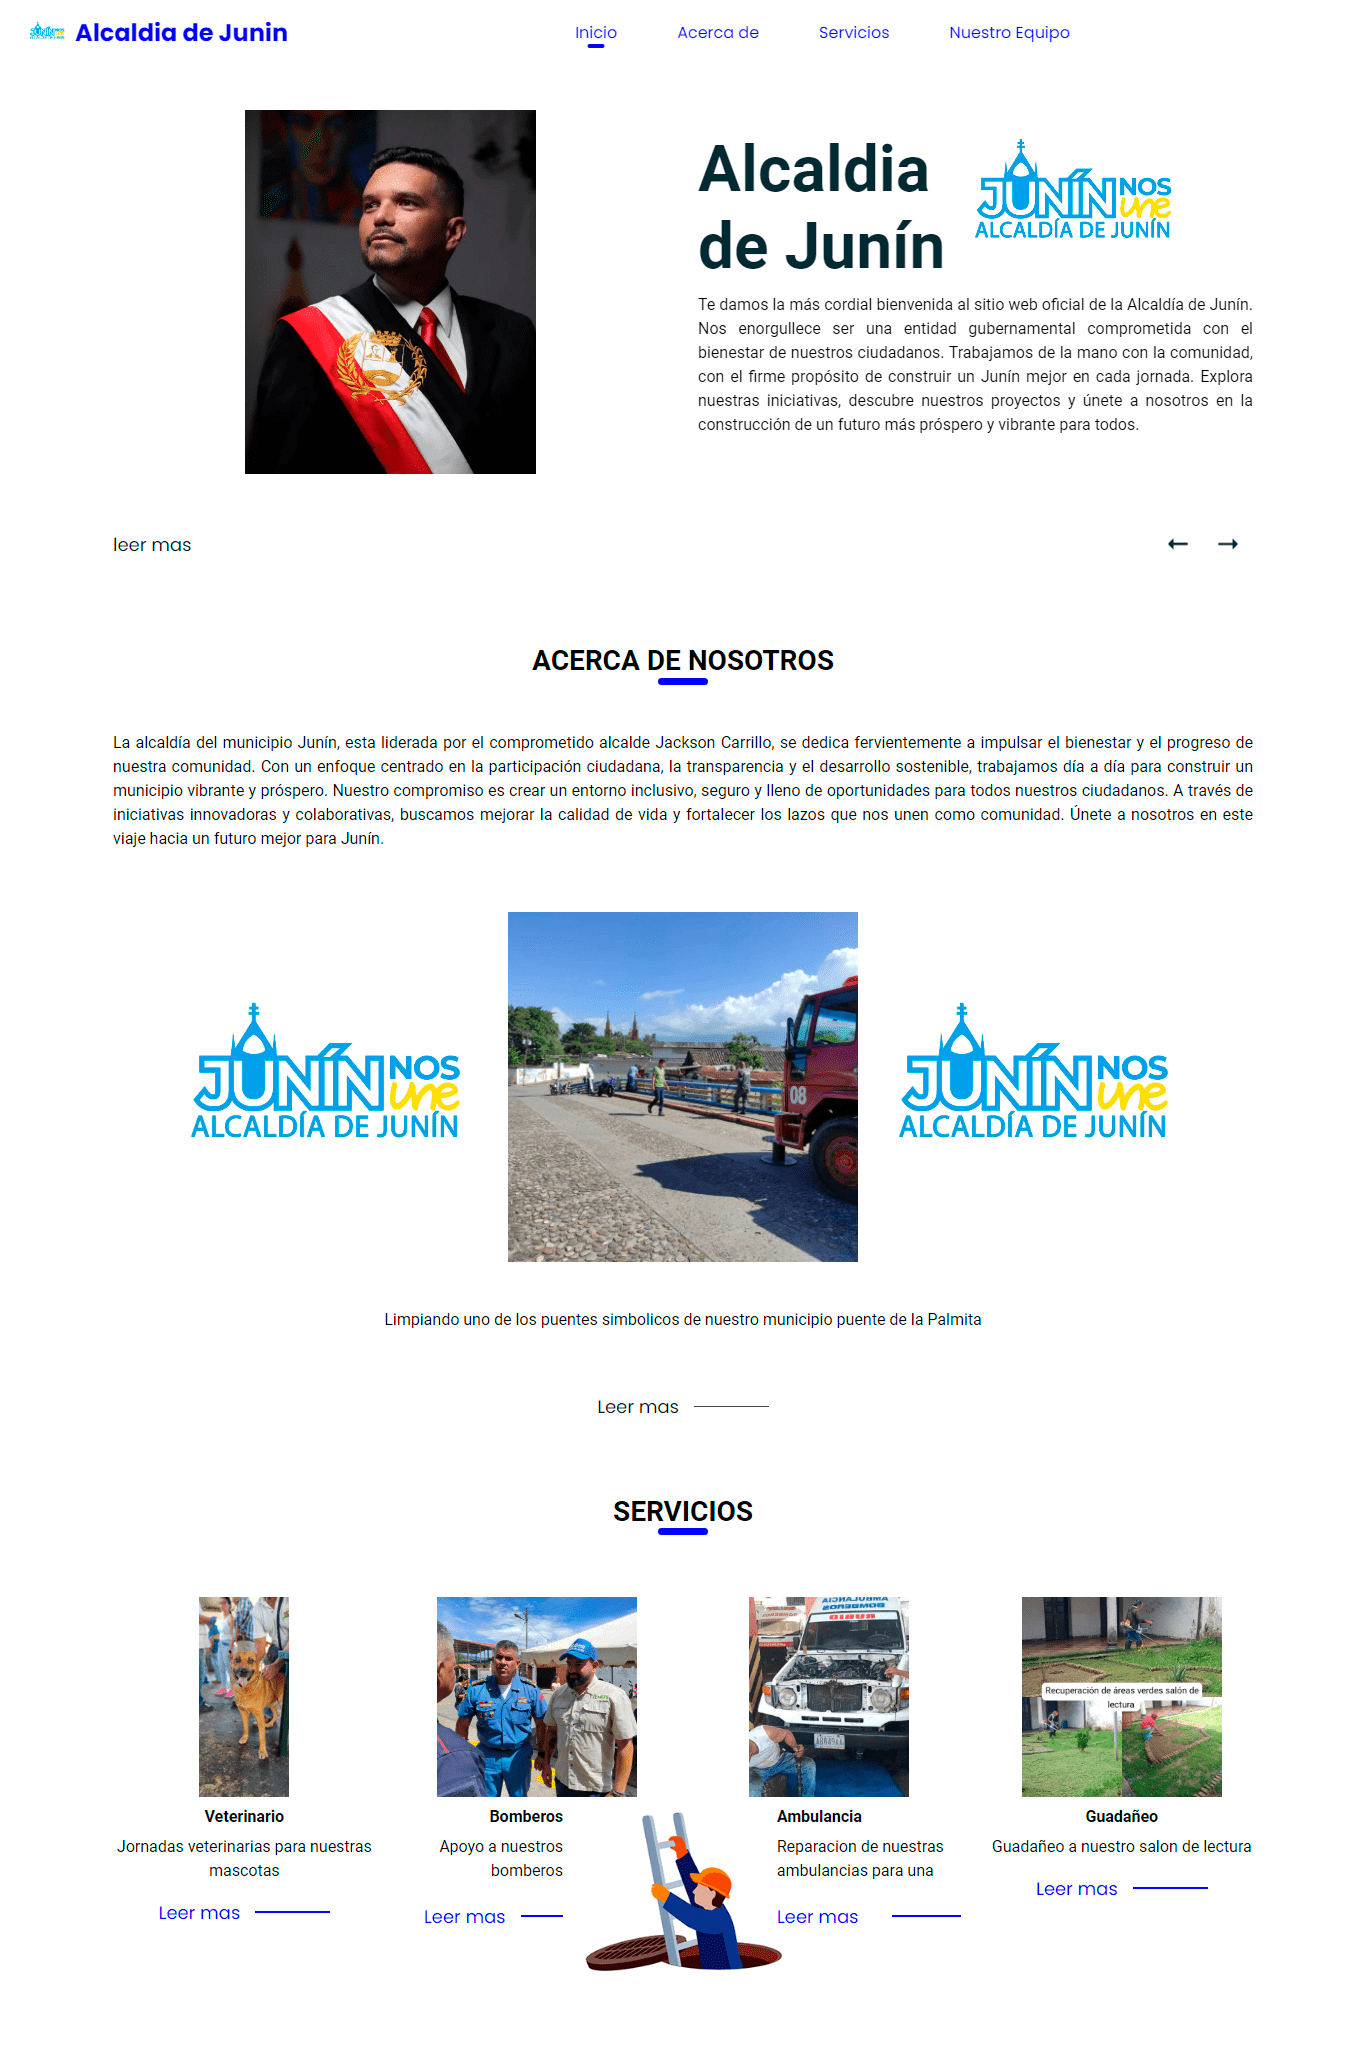 Alcaldia de Junin
Inicio
Acerca de
Servicios
Nuestro Equipo
Alcaldia
de Junín
JUNÍN NOS
une
ALCALDÍA DE JUNÍN
Te damos la más cordial bienvenida al sitio web oficial de la Alcaldía de Junín.
Nos enorgullece ser una entidad gubernamental comprometida con el
bienestar de nuestros ciudadanos. Trabajamos de la mano con la comunidad,
con el firme propósito de construir un Junín mejor en cada jornada. Explora
nuestras iniciativas, descubre nuestros proyectos y únete a nosotros en la
construcción de un futuro más próspero y vibrante para todos.
leer mas
ACERCA DE NOSOTROS
La alcaldía del municipio Junín, esta liderada por el comprometido alcalde Jackson Carrillo, se dedica fervientemente a impulsar el bienestar y el progreso de
nuestra comunidad. Con un enfoque centrado en la participación ciudadana, la transparencia y el desarrollo sostenible, trabajamos día a día para construir un
municipio vibrante y próspero. Nuestro compromiso es crear un entorno inclusivo, seguro y lleno de oportunidades para todos nuestros ciudadanos. A través de
iniciativas innovadoras y colaborativas, buscamos mejorar la calidad de vida y fortalecer los lazos que nos unen como comunidad. Únete a nosotros en este
viaje hacia un futuro mejor para Junín.
JUNÍN NOS
une
ALCALDÍA DE JUNÍN
08
JUNÍN NOS
une
ALCALDÍA DE JUNÍN
Limpiando uno de los puentes simbolicos de nuestro municipio puente de la Palmita
Leer mas
SERVICIOS
AMBULANCIA
BOMBEROS
RUBIO
Recuperación de áreas verdes salón de
lectura
Veterinario
Jornadas veterinarias para nuestras
mascotas
Leer mas
Bomberos
Apoyo a nuestros
bomberos
Leer mas
Ambulancia
Reparacion de nuestras
ambulancias para una
Leer mas
Guadañeo
Guadañeo a nuestro salon de lectura
Leer mas